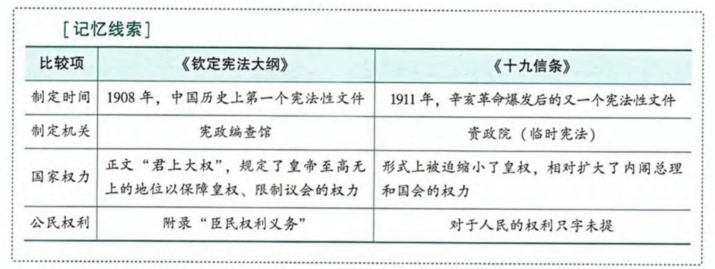 [记忆线索]
比较项 《钦定宪法大纲》 《十九信条》
制定时间 1908 年，中国历史上第一个宪法性文件 1911 年，辛亥革命爆发后的又一个宪法性文件
制定机关 宪政编查馆 资政院（临时宪法）
国家权力 正文“君上大权”，规定了皇帝至高无上的地位以保障皇权、限制议会的权力 形式上被迫缩小了皇权，相对扩大了内阁总理和国会的权力
公民权利 附录“臣民权利义务” 对于人民的权利只字未提